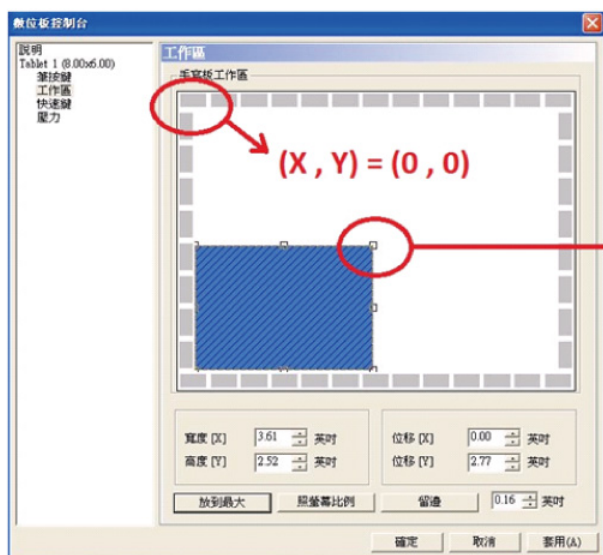 數位板控制台
說明
Tablet 1 (8.00x6.00)
筆按鍵
工作區
快速鍵
壓力
工作區
手寫板工作區
(X , Y) = (0 , 0)
寬度 [X] 3.61 英吋
高度 [Y] 2.52 英吋
位移 [X] 0.00 英吋
位移 [Y] 2.77 英吋
放到最大 照螢幕比例 留邊 0.16 英吋
確定 取消 套用(A)